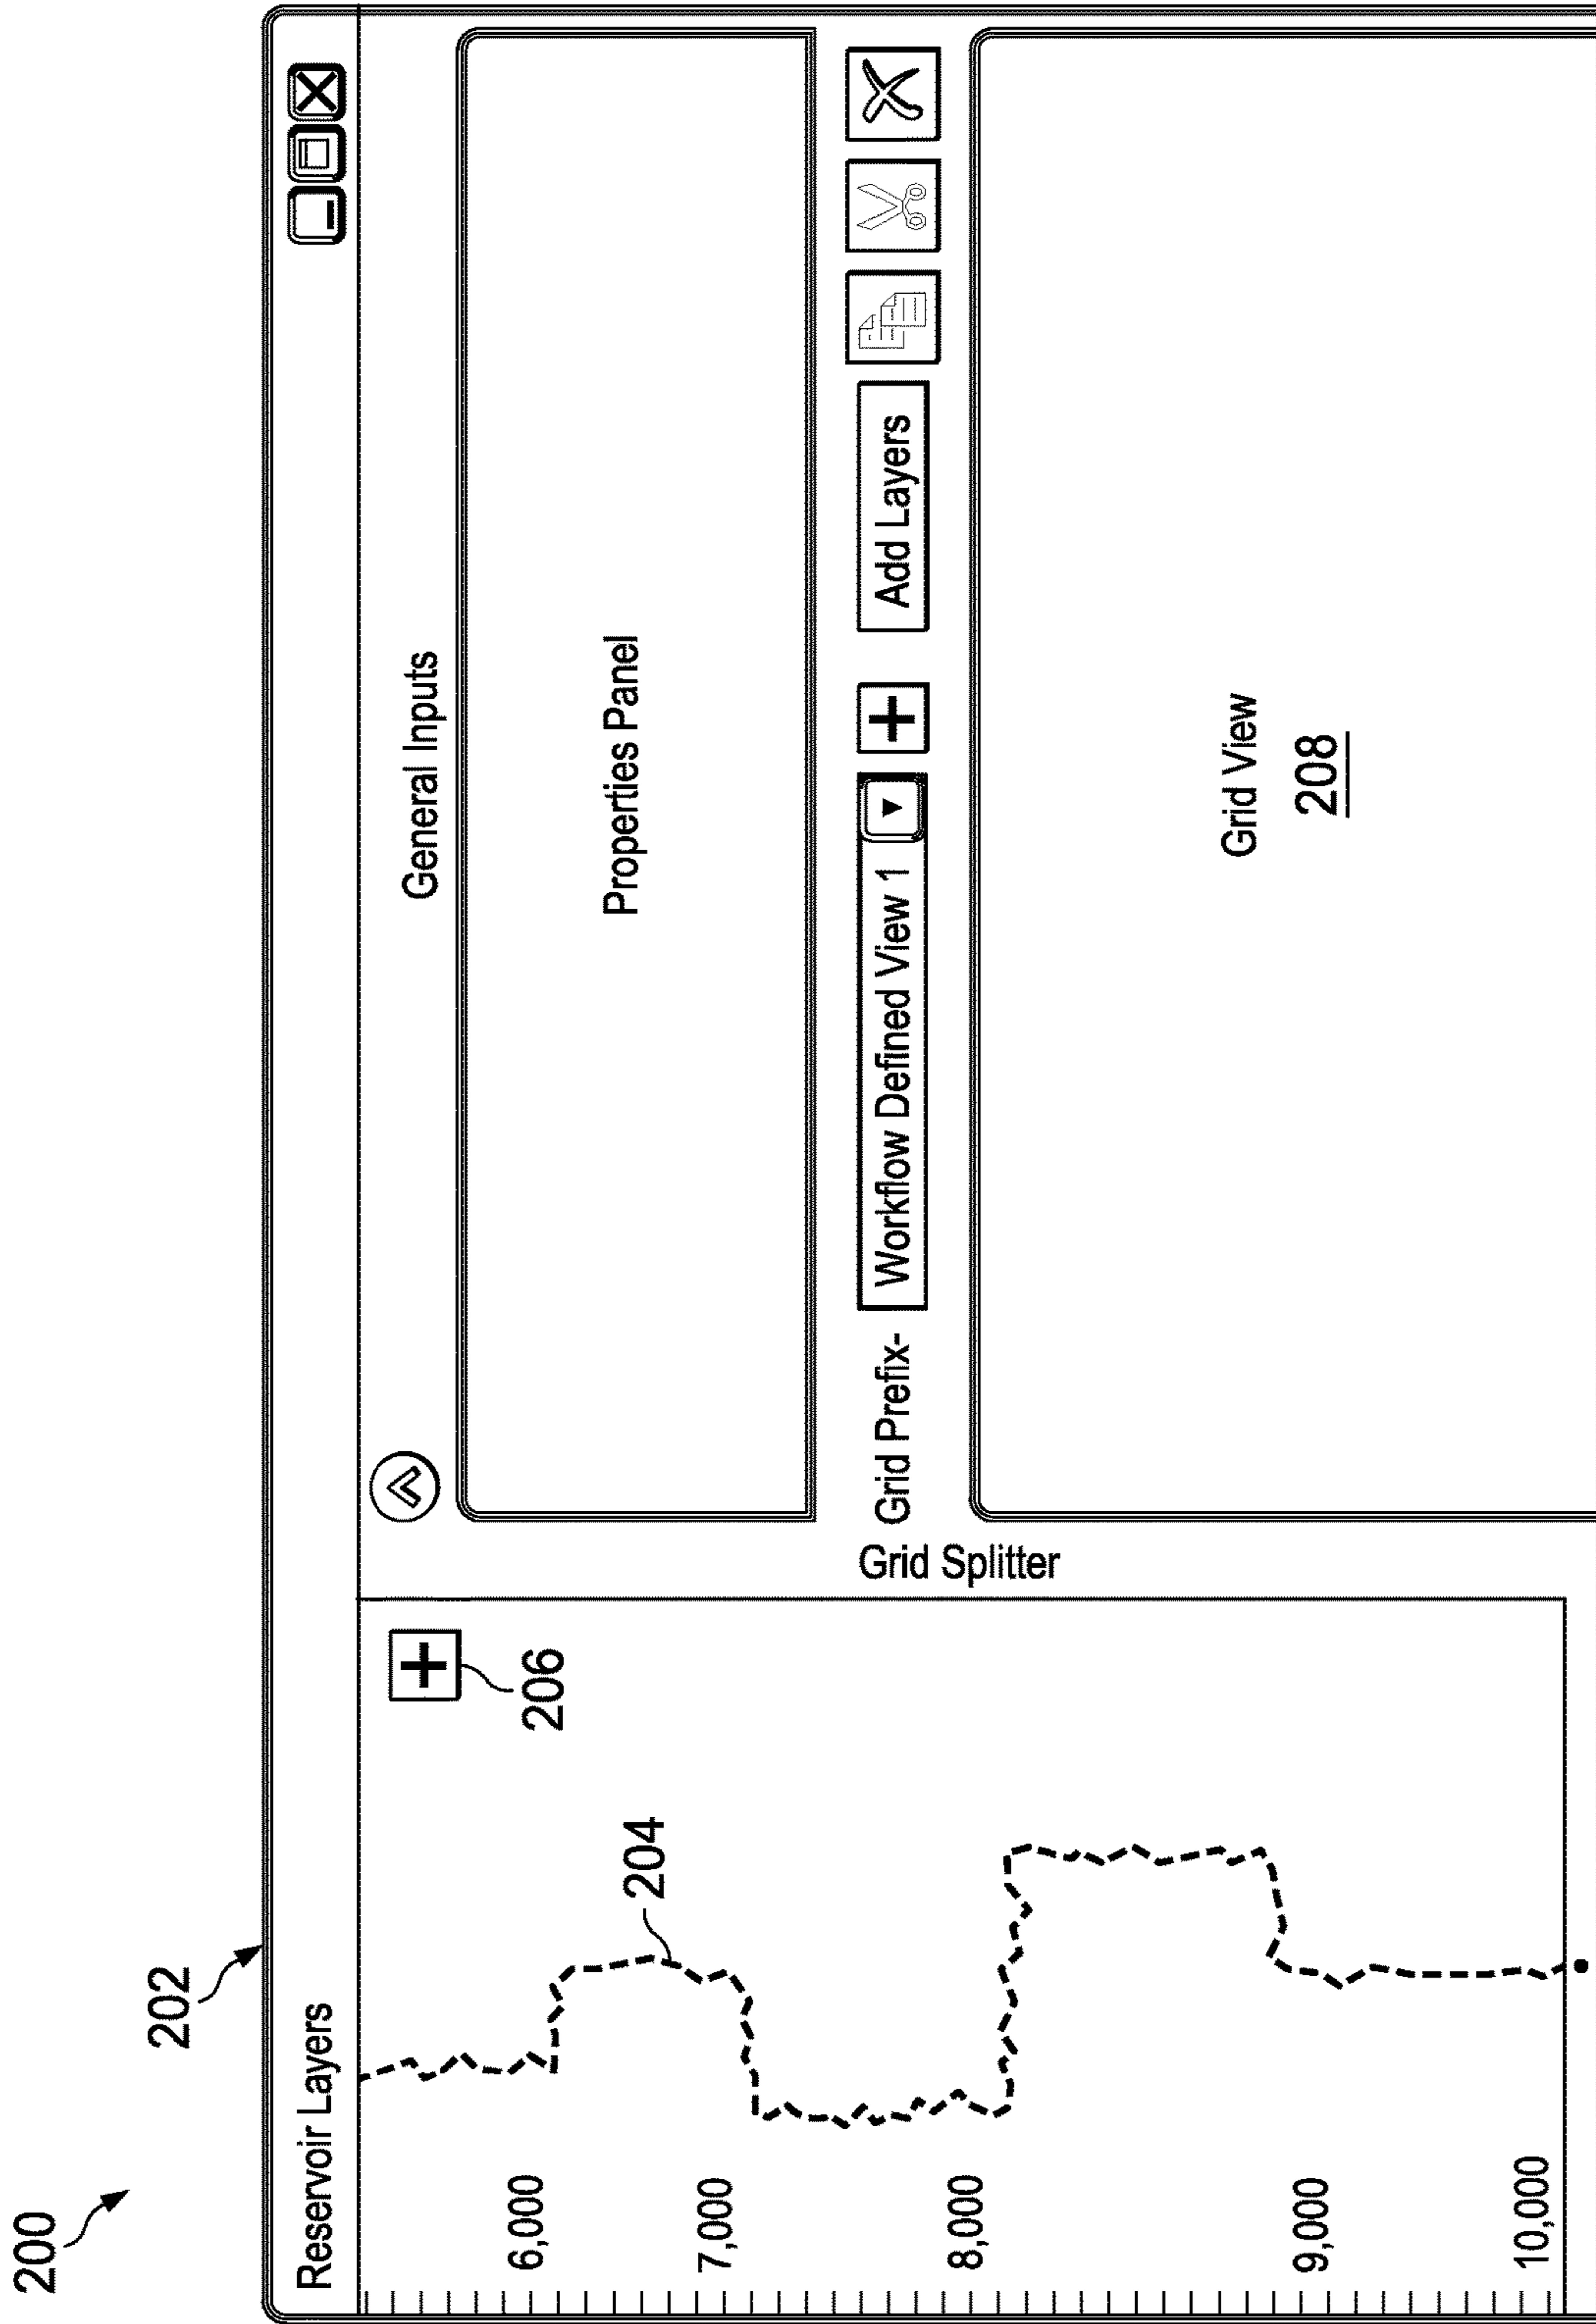 200
202
Reservoir Layers
6,000
7,000
8,000
9,000
10,000
204
206
General Inputs
Properties Panel
Grid Splitter
Grid Prefix-
Workflow Defined View 1
Add Layers
Grid View
208